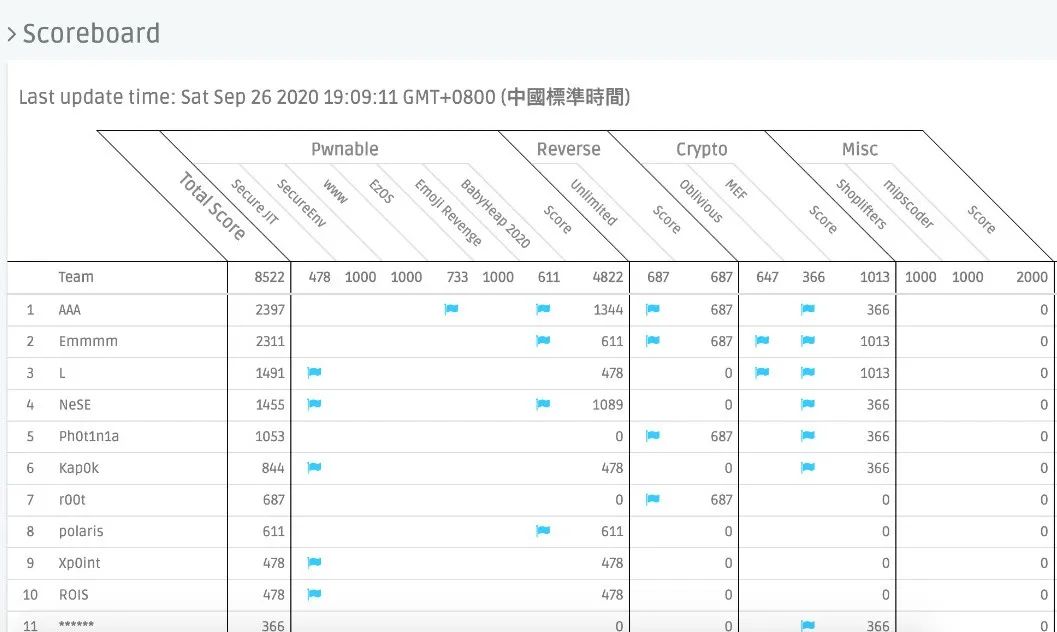 > Scoreboard
Last update time: Sat Sep 26 2020 19:09:11 GMT+0800 (中國標準時間)
Pwnable Reverse Crypto Misc
Total Score Secure JIT SecureEnv www EzOS Emoji Revenge BabyHeap 2020 Score Unlimited Score Oblivious MEF Score Shoplifters mipscoder Score
Team 8522 478 1000 1000 733 1000 611 4822 687 687 647 366 1013 1000 1000 2000
1 AAA 2397 1344 687 366 0
2 Emmmm 2311 611 687 1013 0
3 L 1491 478 0 1013 0
4 NeSE 1455 1089 0 366 0
5 Ph0t1n1a 1053 0 687 366 0
6 Kap0k 844 478 0 366 0
7 r00t 687 0 687 0 0
8 polaris 611 611 0 0 0
9 Xp0int 478 478 0 0 0
10 ROIS 478 478 0 0 0
11 ****** 366 0 0 366 0